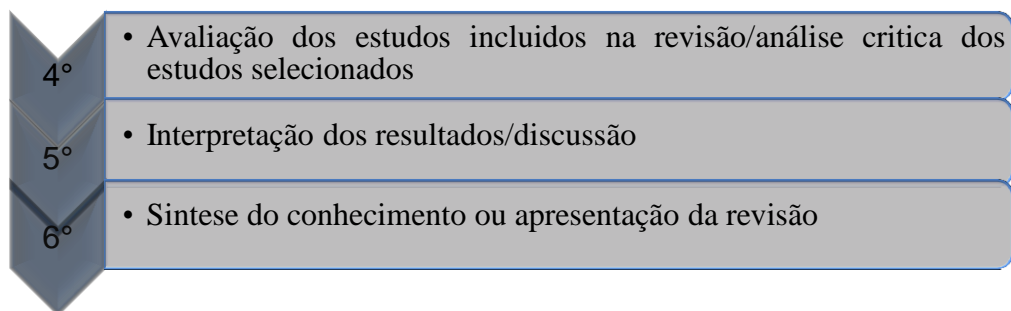 4°
• Avaliação dos estudos incluidos na revisão/análise critica dos
estudos selecionados
5°
• Interpretação dos resultados/discussão
6°
• Sintese do conhecimento ou apresentação da revisão